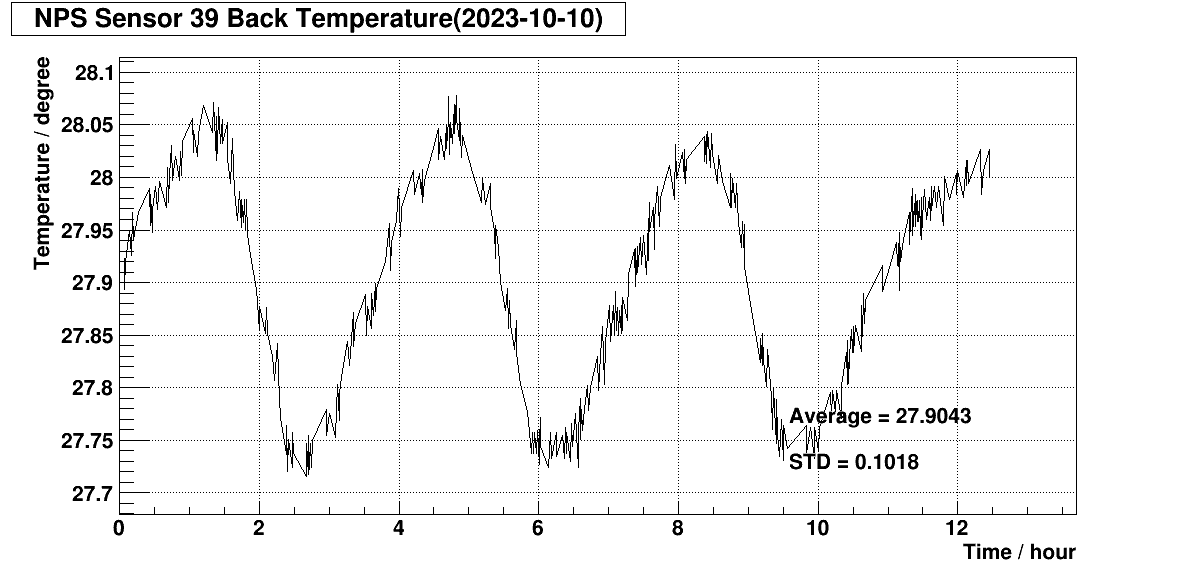 NPS Sensor 39 Back Temperature(2023-10-10)
Temperature / degree
28.1
28.05
28
27.95
27.9
27.85
27.8
27.75
27.7
Average = 27.9043
STD = 0.1018
0 2 4 6 8 10 12
Time / hour